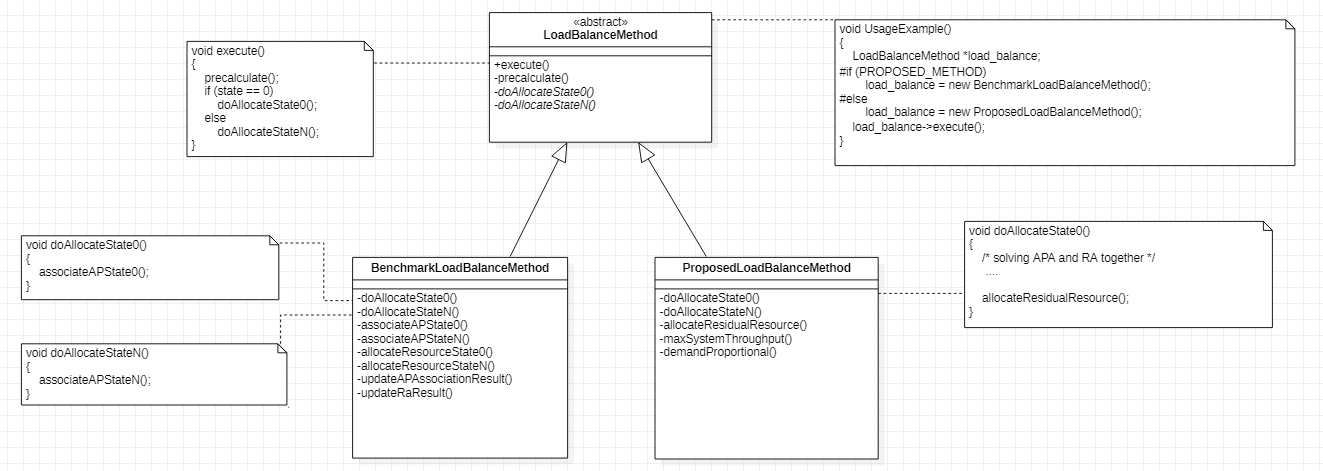 «abstract»
LoadBalanceMethod
+execute()
-precalculate()
-doAllocateState0()
-doAllocateStateN()
void execute()
{
precalculate();
if (state == 0)
doAllocateState0();
else
doAllocateStateN();
}
void UsageExample()
{
LoadBalanceMethod *load_balance;
#if (PROPOSED_METHOD)
load_balance = new BenchmarkLoadBalanceMethod();
#else
load_balance = new ProposedLoadBalanceMethod();
load_balance->execute();
}
void doAllocateState0()
{
associateAPState0();
}
void doAllocateStateN()
{
associateAPStateN();
}
BenchmarkLoadBalanceMethod
-doAllocateState0()
-doAllocateStateN()
-associateAPState0()
-associateAPStateN()
-allocateResourceState0()
-allocateResourceStateN()
-updateAPAssociationResult()
-updateRaResult()
ProposedLoadBalanceMethod
-doAllocateState0()
-doAllocateStateN()
-allocateResidualResource()
-maxSystemThroughput()
-demandProportional()
void doAllocateState0()
{
/* solving APA and RA together */
....
allocateResidualResource();
}